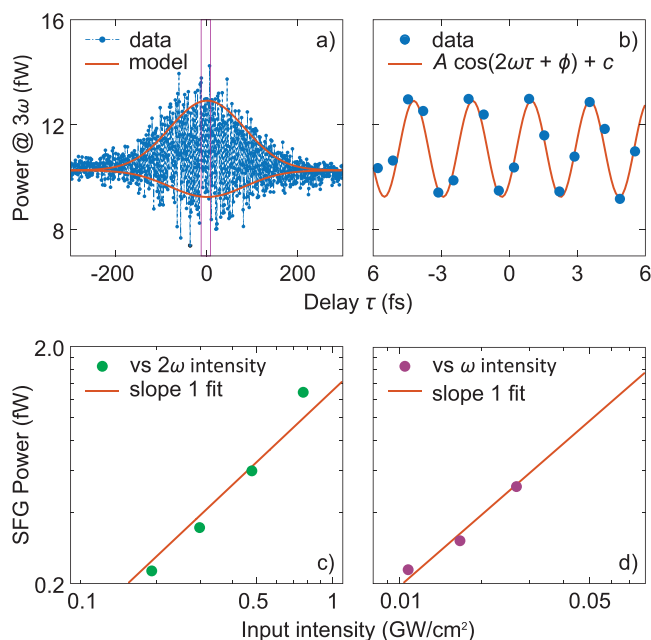 16
12
8
Power @ 3ω (fW)
data
model
a)
-200
0
200
data
A cos(2ωτ + ϕ) + c
b)
6
-3
0
3
6
Delay τ (fs)
2.0
0.2
SFG Power (fW)
vs 2ω intensity
slope 1 fit
c)
0.1
0.5
1
vs ω intensity
slope 1 fit
d)
0.01
0.05
Input intensity (GW/cm²)